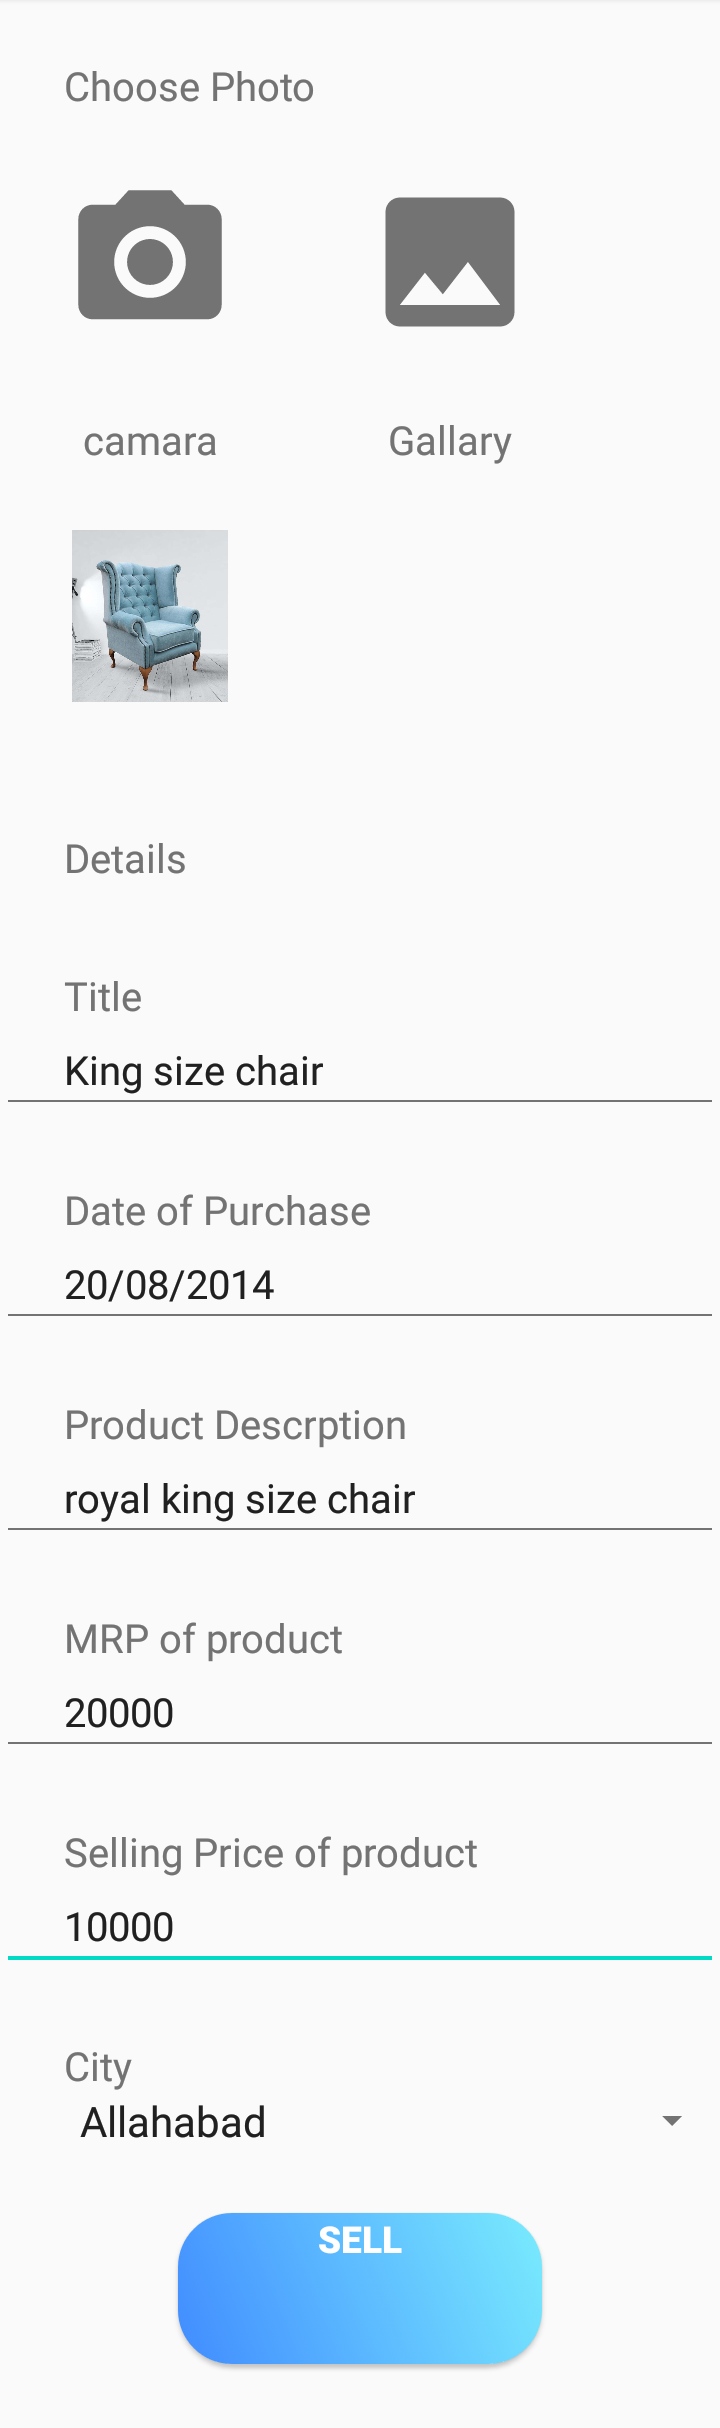 Choose Photo
camara Gallary
Details
Title
King size chair
Date of Purchase
20/08/2014
Product Descrption
royal king size chair
MRP of product
20000
Selling Price of product
10000
City
Allahabad
SELL